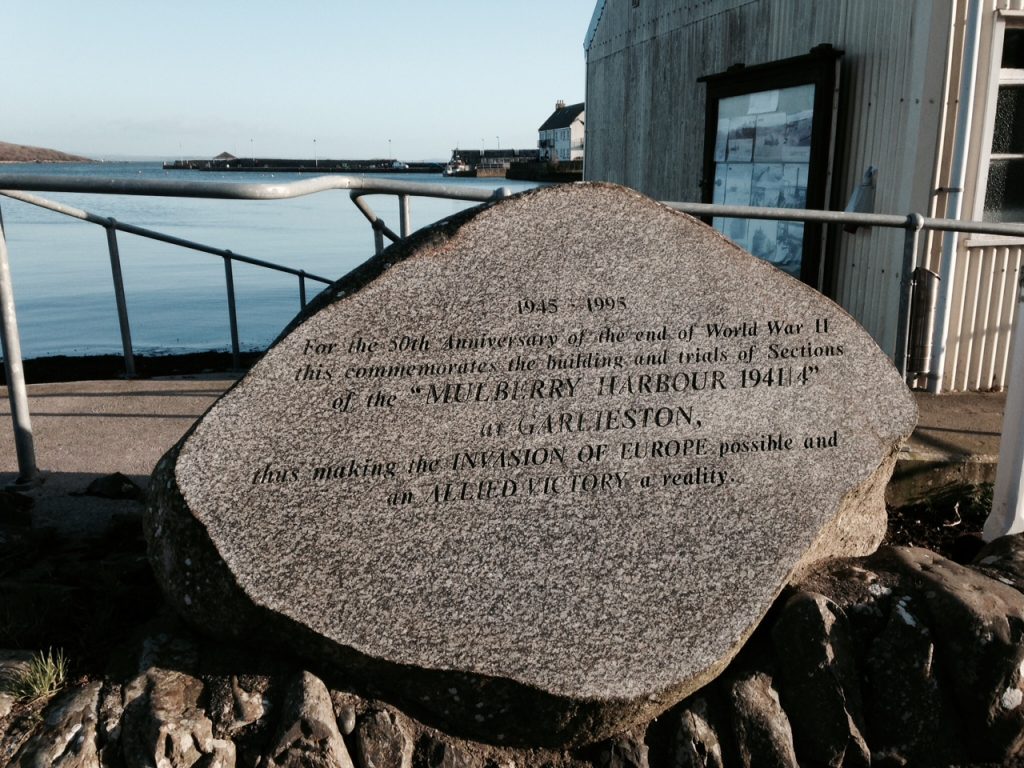 1945 - 1995
For the 50th Anniversary of the end of World War II
this commemorates the building and trials of Sections
of the "MULBERRY HARBOUR 1941/4"
at GARLIESTON,
thus making the INVASION OF EUROPE possible and
an ALLIED VICTORY a reality.